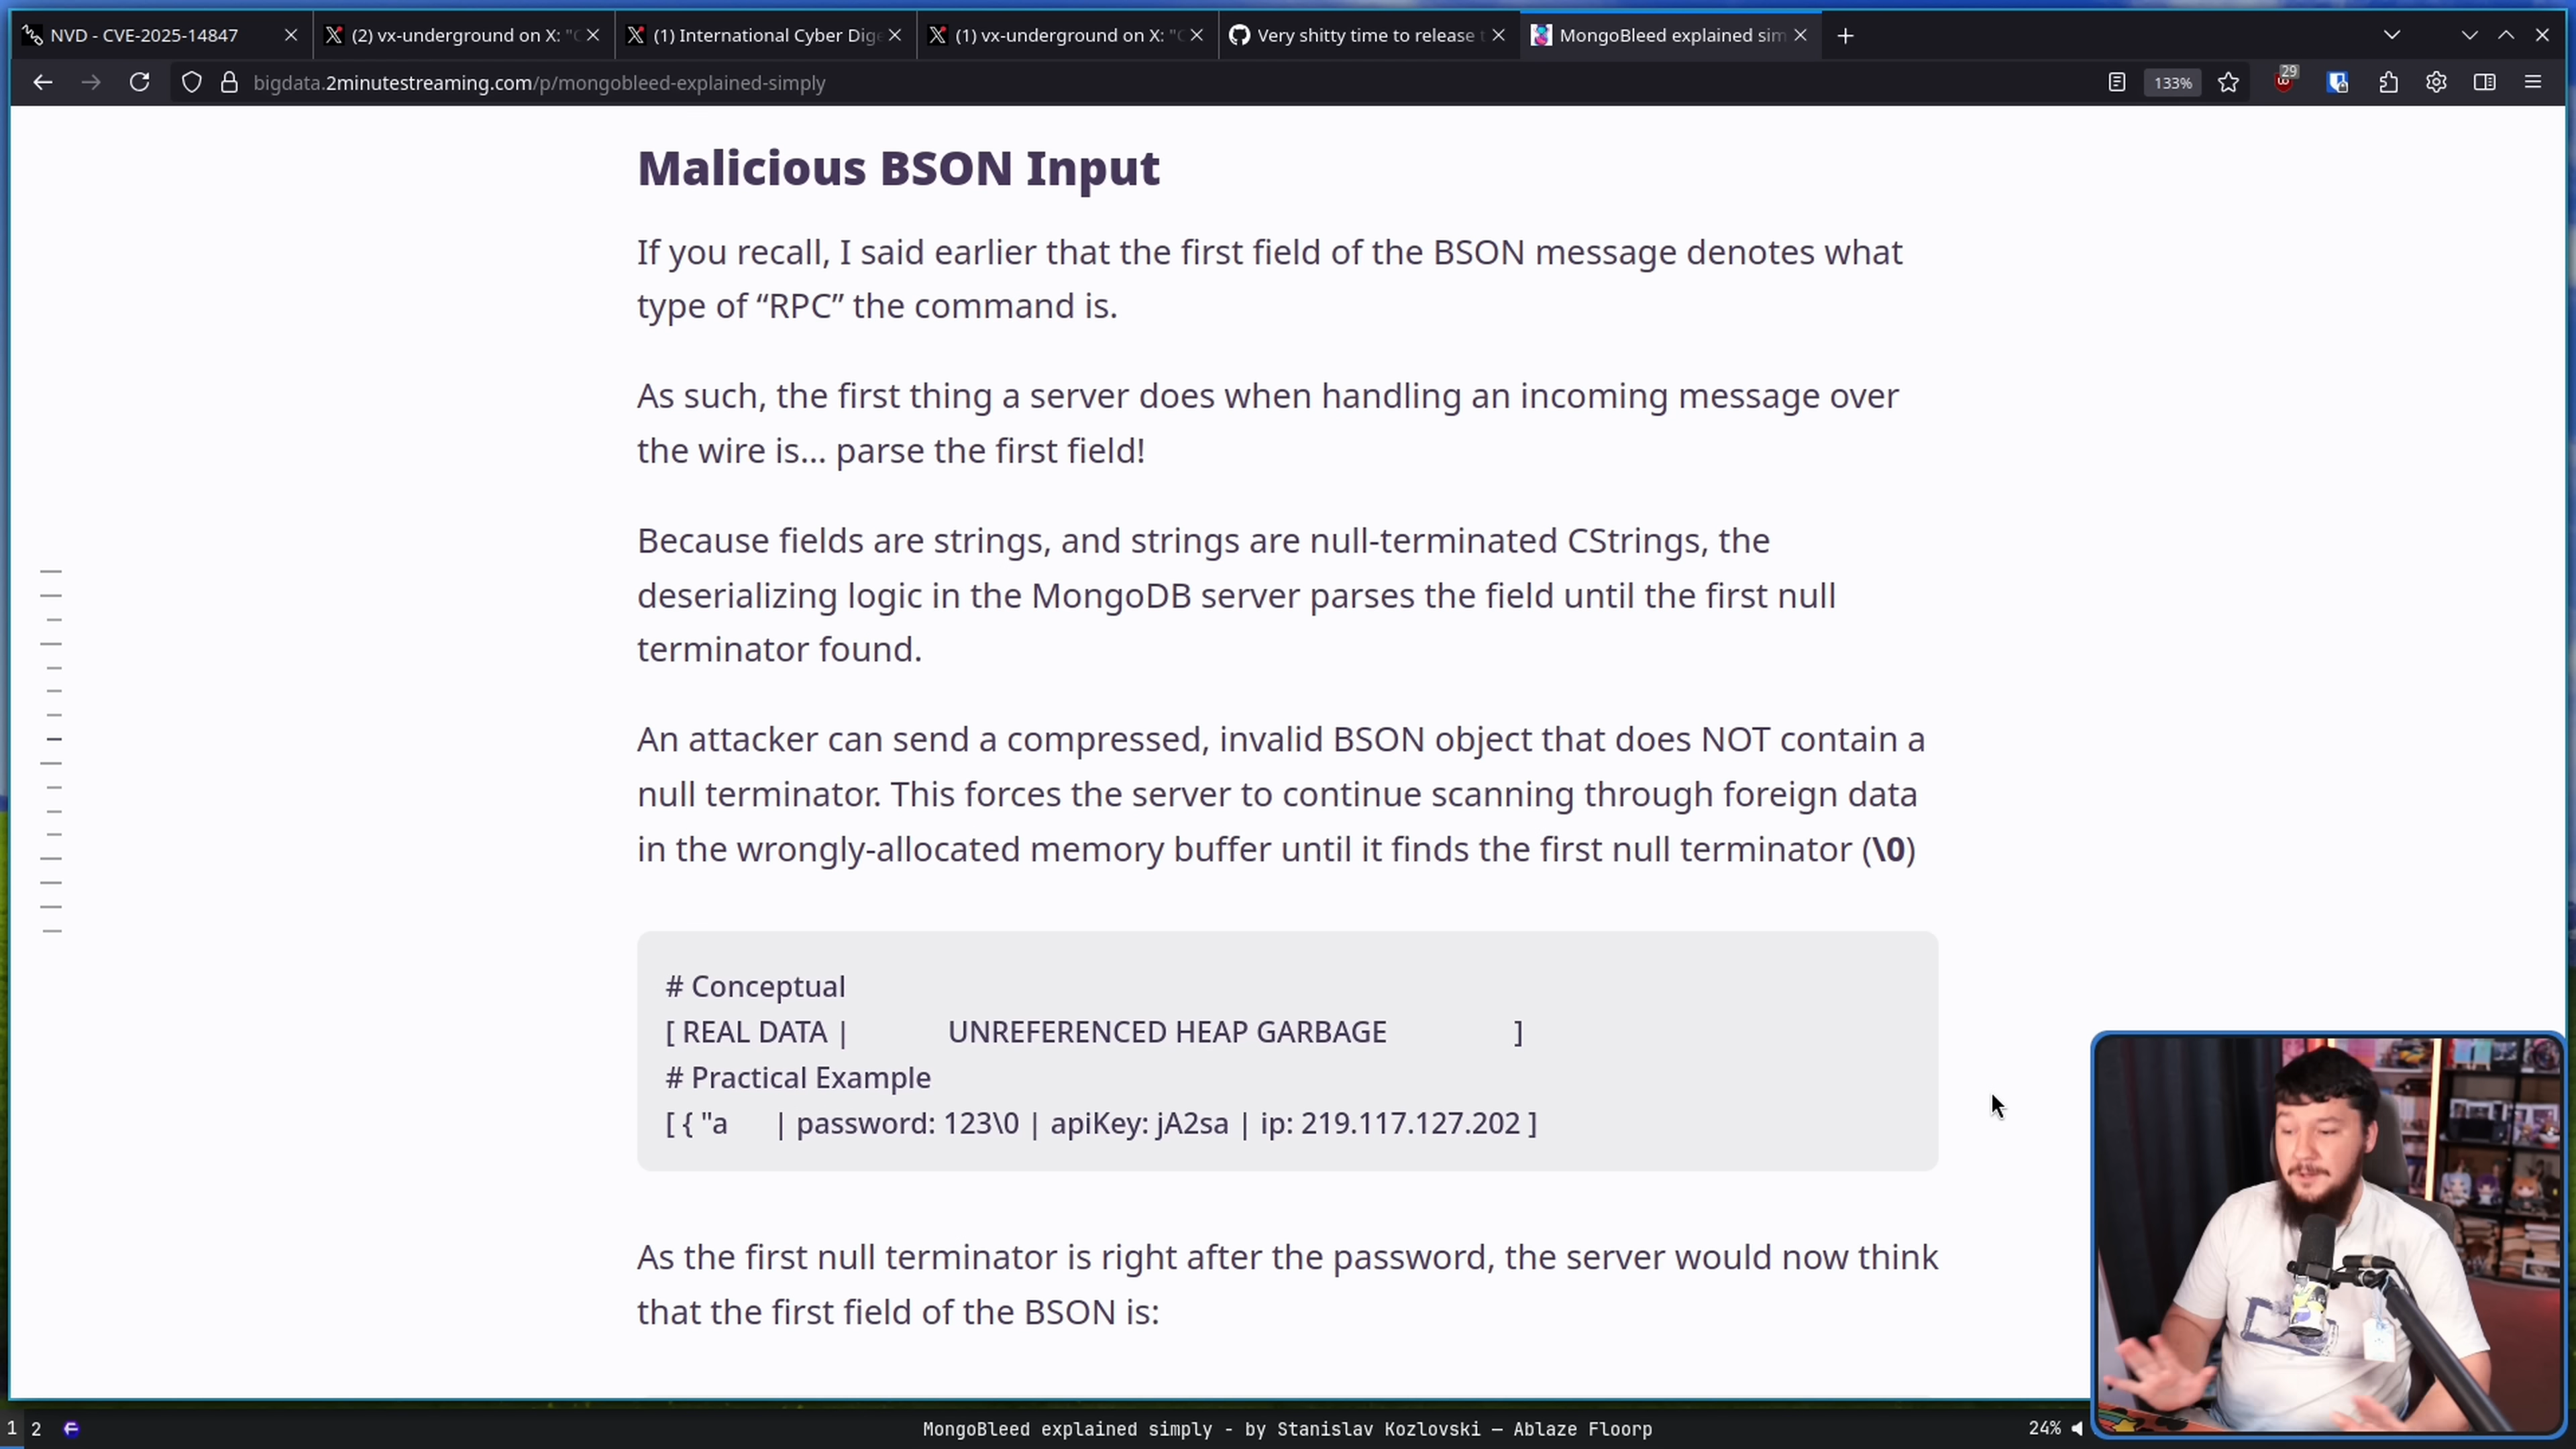 NVD - CVE-2025-14847
(2) vx-underground on X: "C
(1) International Cyber Dige
(1) vx-underground on X: "C
Very shitty time to release t
MongoBleed explained sim
bigdata.2minutestreaming.com/p/mongobleed-explained-simply
133%
29
Malicious BSON Input
If you recall, I said earlier that the first field of the BSON message denotes what
type of “RPC” the command is.
As such, the first thing a server does when handling an incoming message over
the wire is… parse the first field!
Because fields are strings, and strings are null-terminated CStrings, the
deserializing logic in the MongoDB server parses the field until the first null
terminator found.
An attacker can send a compressed, invalid BSON object that does NOT contain a
null terminator. This forces the server to continue scanning through foreign data
in the wrongly-allocated memory buffer until it finds the first null terminator (\0)
# Conceptual
[ REAL DATA | UNREFERENCED HEAP GARBAGE ]
# Practical Example
[ { "a | password: 123\0 | apiKey: jA2sa | ip: 219.117.127.202 ]
As the first null terminator is right after the password, the server would now think
that the first field of the BSON is:
1 2
MongoBleed explained simply - by Stanislav Kozlovski — Ablaze Floorp
24%